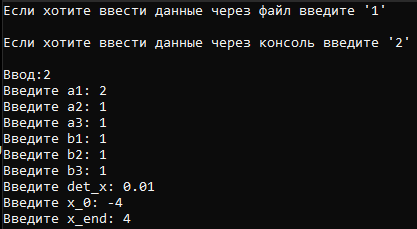 Если хотите ввести данные через файл введите '1'
Если хотите ввести данные через консоль введите '2'
Ввод:2
Введите a1: 2
Введите a2: 1
Введите a3: 1
Введите b1: 1
Введите b2: 1
Введите b3: 1
Введите det_x: 0.01
Введите x_0: -4
Введите x_end: 4